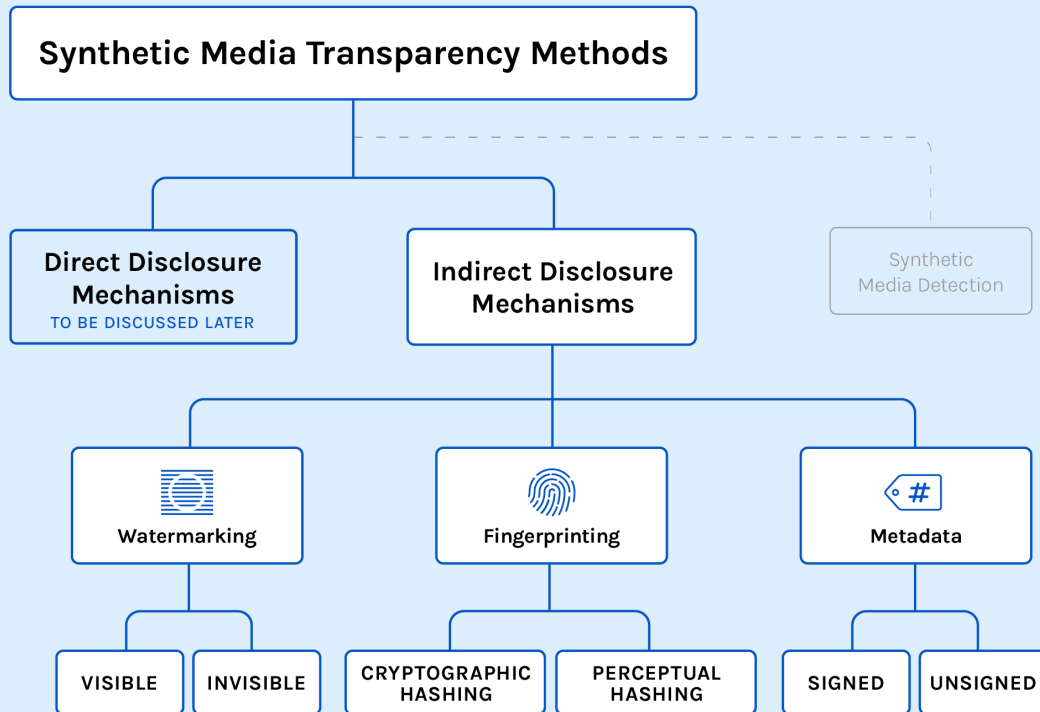 Synthetic Media Transparency Methods
Direct Disclosure
Mechanisms
TO BE DISCUSSED LATER
Indirect Disclosure
Mechanisms
Synthetic
Media Detection
Watermarking
Fingerprinting
#
Metadata
VISIBLE
INVISIBLE
CRYPTOGRAPHIC
HASHING
PERCEPTUAL
HASHING
SIGNED
UNSIGNED